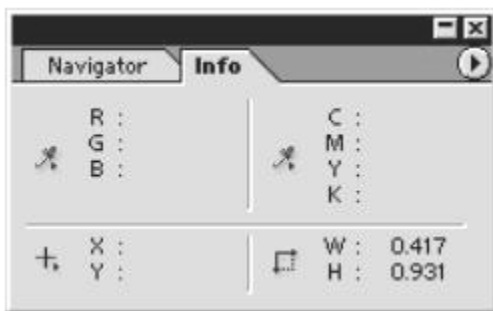 Navigator Info
R :
G :
B :
C :
M :
Y :
K :
X :
Y :
W : 0.417
H : 0.931